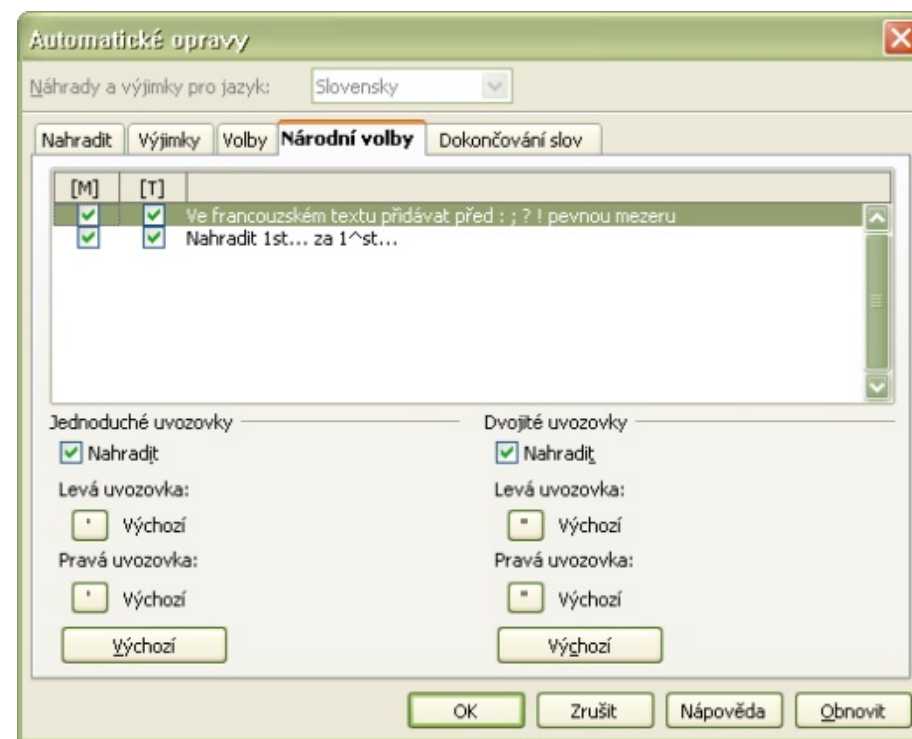 Automatické opravy
Náhrady a výjimky pro jazyk: Slovensky
Nahradit Výjimky Volby Národní volby Dokončování slov
[M] [T]
Ve francouzském textu přidávat před : ; ? ! pevnou mezeru
Nahradit 1st... za 1^st...
Jednoduché uvozovky Dvojité uvozovky
Nahradit Nahradit
Levá uvozovka: Levá uvozovka:
' Výchozí " Výchozí
Pravá uvozovka: Pravá uvozovka:
' Výchozí " Výchozí
Výchozí Výchozí
OK Zrušit Nápověda Obnovit